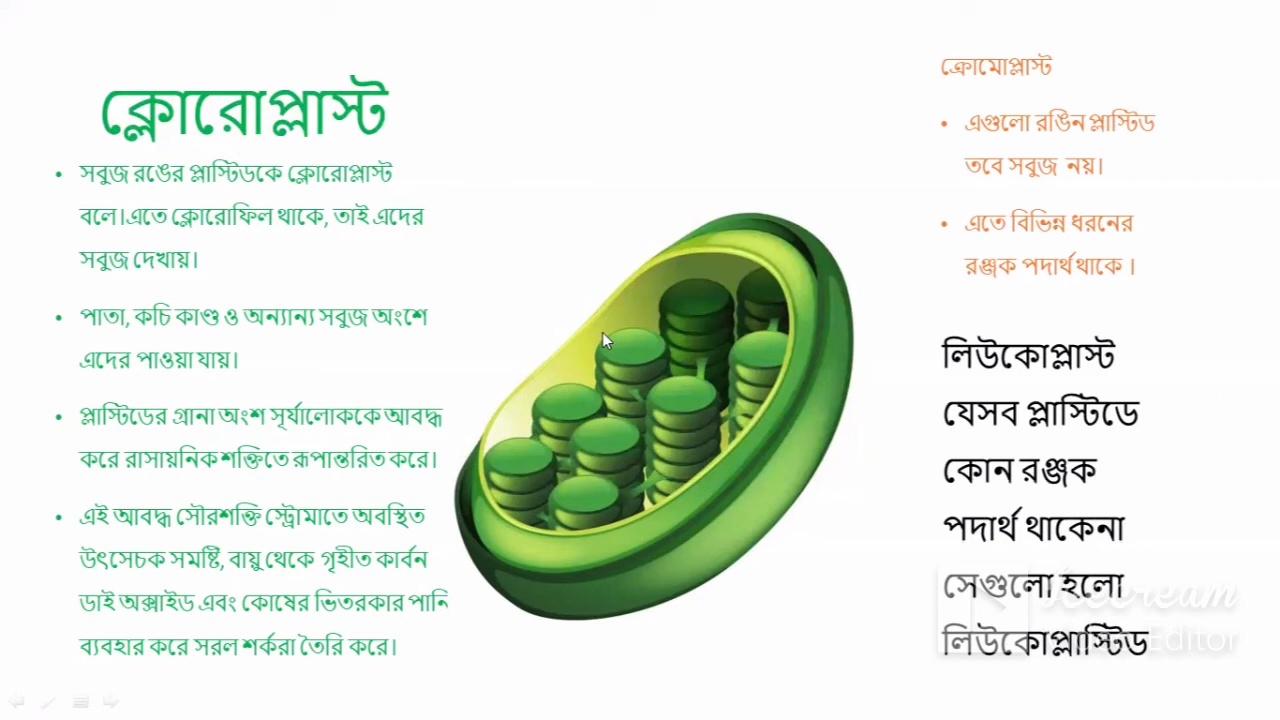 ক্লোরোপ্লাস্ট
• সবুজ রঙের প্লাস্টিডকে ক্লোরোপ্লাস্ট
বলে।এতে ক্লোরোফিল থাকে, তাই এদের
সবুজ দেখায়।
• পাতা, কচি কাণ্ড ও অন্যান্য সবুজ অংশে
এদের পাওয়া যায়।
• প্লাস্টিডের গ্রানা অংশ সূর্যালোককে আবদ্ধ
করে রাসায়নিক শক্তিতে রূপান্তরিত করে।
• এই আবদ্ধ সৌরশক্তি স্ট্রোমাতে অবস্থিত
উৎসেচক সমষ্টি, বায়ু থেকে গৃহীত কার্বন
ডাই অক্সাইড এবং কোষের ভিতরকার পানি
ব্যবহার করে সরল শর্করা তৈরি করে।
ক্রোমোপ্লাস্ট
• এগুলো রঙিন প্লাস্টিড
তবে সবুজ নয়।
• এতে বিভিন্ন ধরনের
রঞ্জক পদার্থ থাকে ।
লিউকোপ্লাস্ট
যেসব প্লাস্টিডে
কোন রঞ্জক
পদার্থ থাকেনা
সেগুলো হলো
লিউকোপ্লাস্টিড
Icecream
Editor